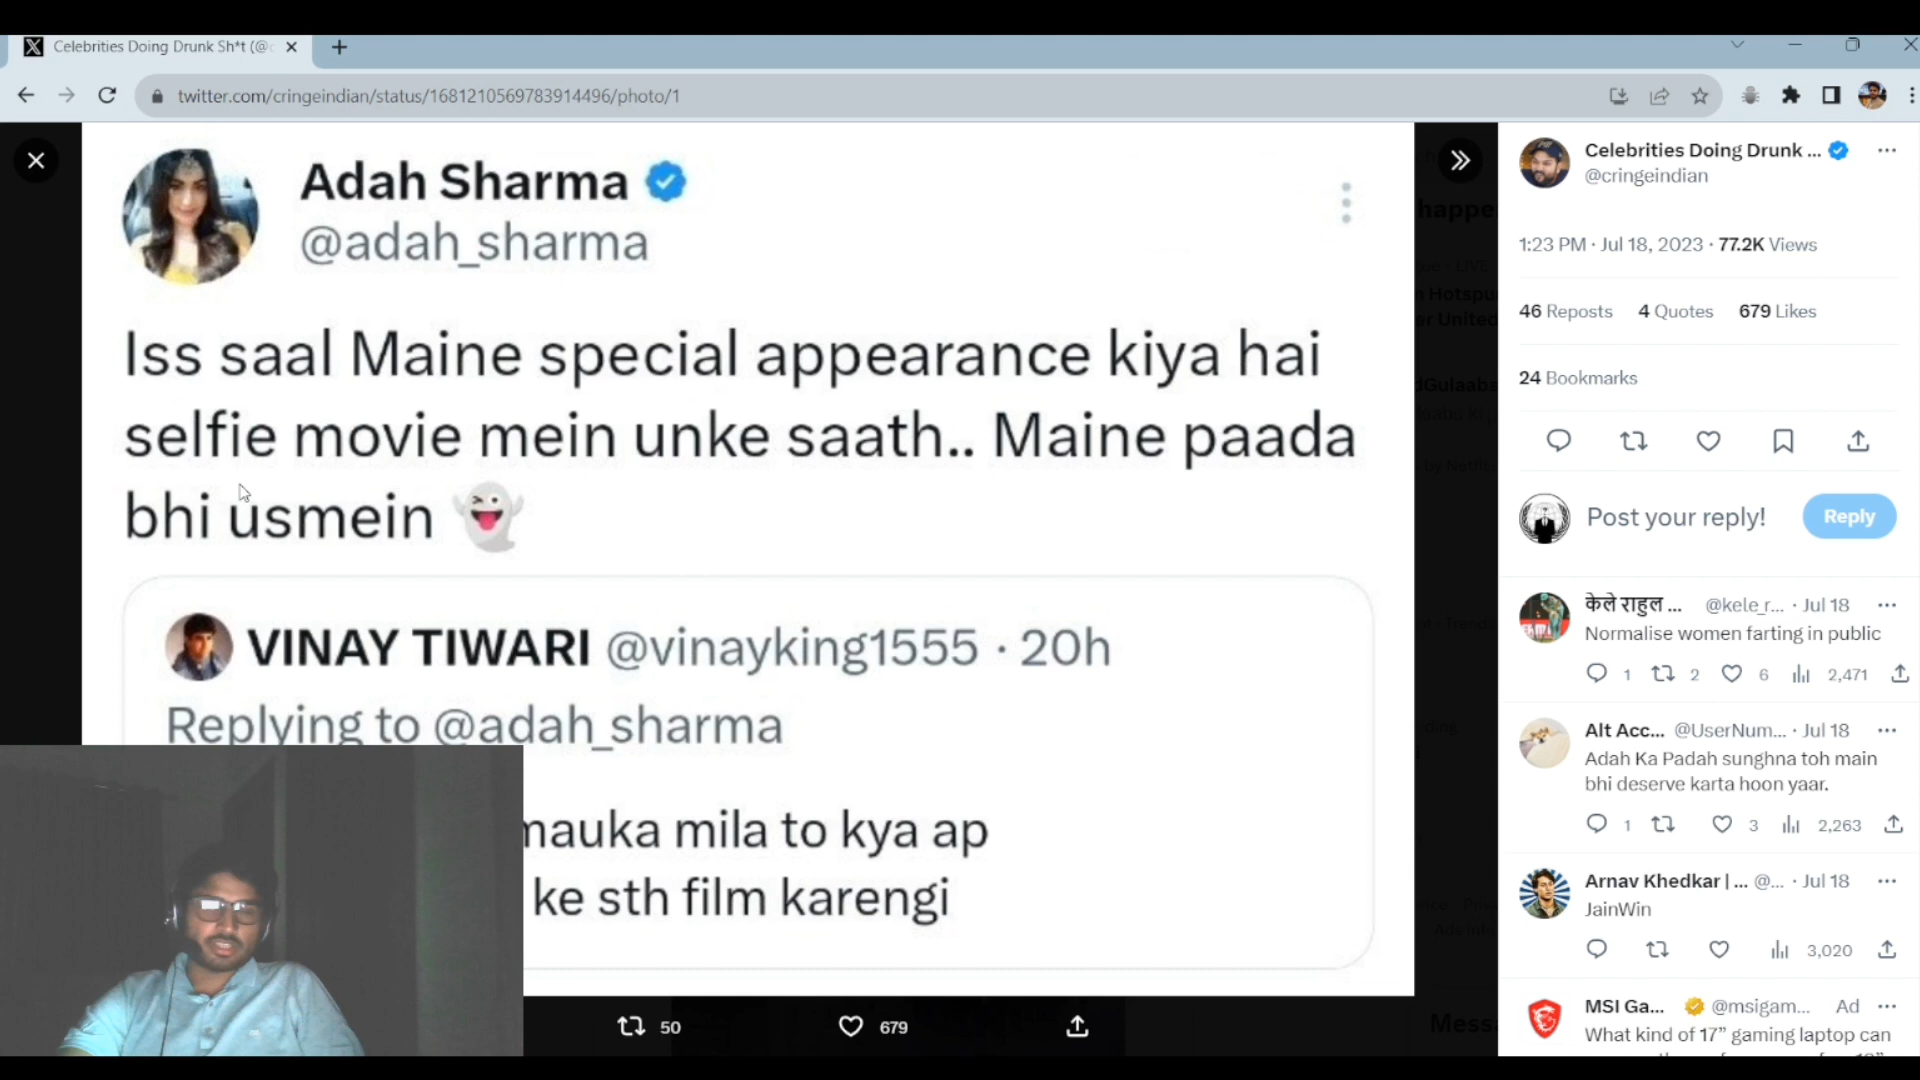 Celebrities Doing Drunk Sh*t (@c
twitter.com/cringeindian/status/1681210569783914496/photo/1
Adah Sharma
@adah_sharma
Iss saal Maine special appearance kiya hai
selfie movie mein unke saath.. Maine paada
bhi usmein 👻
VINAY TIWARI @vinayking1555 · 20h
Replying to @adah_sharma
mauka mila to kya ap
ke sth film karengi
50
679
Celebrities Doing Drunk ...
@cringeindian
1:23 PM · Jul 18, 2023 · 77.2K Views
46 Reposts 4 Quotes 679 Likes
24 Bookmarks
Post your reply!
Reply
केले राहुल ... @kele_r... · Jul 18
Normalise women farting in public
1 2 6 2,471
Alt Acc... @UserNum... · Jul 18
Adah Ka Padah sunghna toh main
bhi deserve karta hoon yaar.
1 3 2,263
Arnav Khedkar | ... @... · Jul 18
JainWin
3,020
MSI Ga... @msigam... Ad
What kind of 17” gaming laptop can